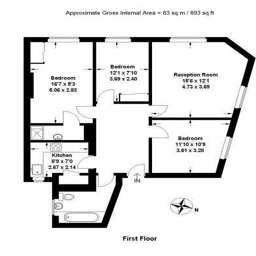 Approximate Gross Internal Area = 83 sq m / 893 sq ft
Bedroom
16'7 x 9'3
5.06 x 2.83
Bedroom
12'1 x 7'10
3.69 x 2.40
Reception Room
15'6 x 12'1
4.73 x 3.69
Bedroom
11'10 x 10'9
3.61 x 3.28
Kitchen
8'9 x 7'0
2.67 x 2.14
IN
N
First Floor